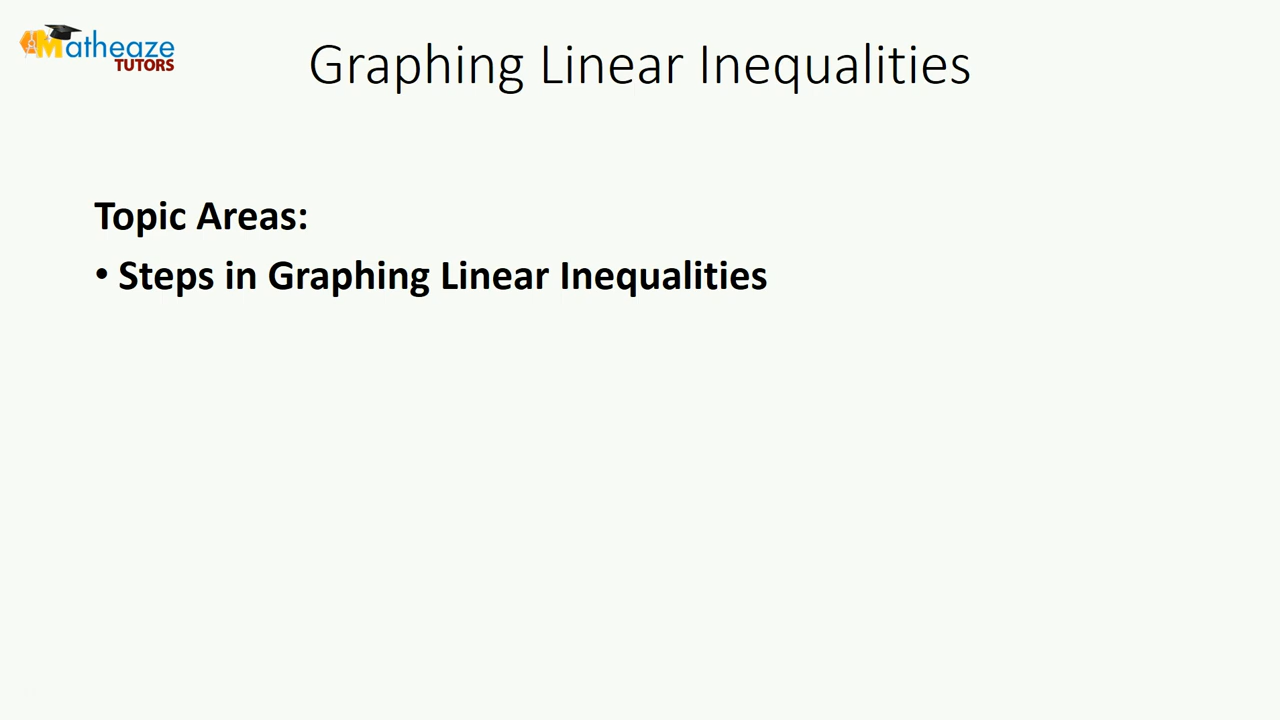 Matheaze
TUTORS
Graphing Linear Inequalities
Topic Areas:
• Steps in Graphing Linear Inequalities